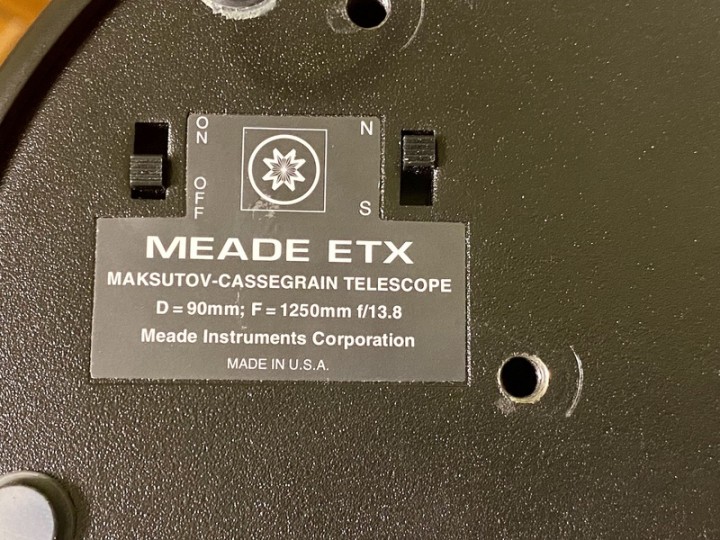 ON
OFF
N
S
MEADE ETX
MAKSUTOV-CASSEGRAIN TELESCOPE
D = 90mm; F = 1250mm f/13.8
Meade Instruments Corporation
MADE IN U.S.A.